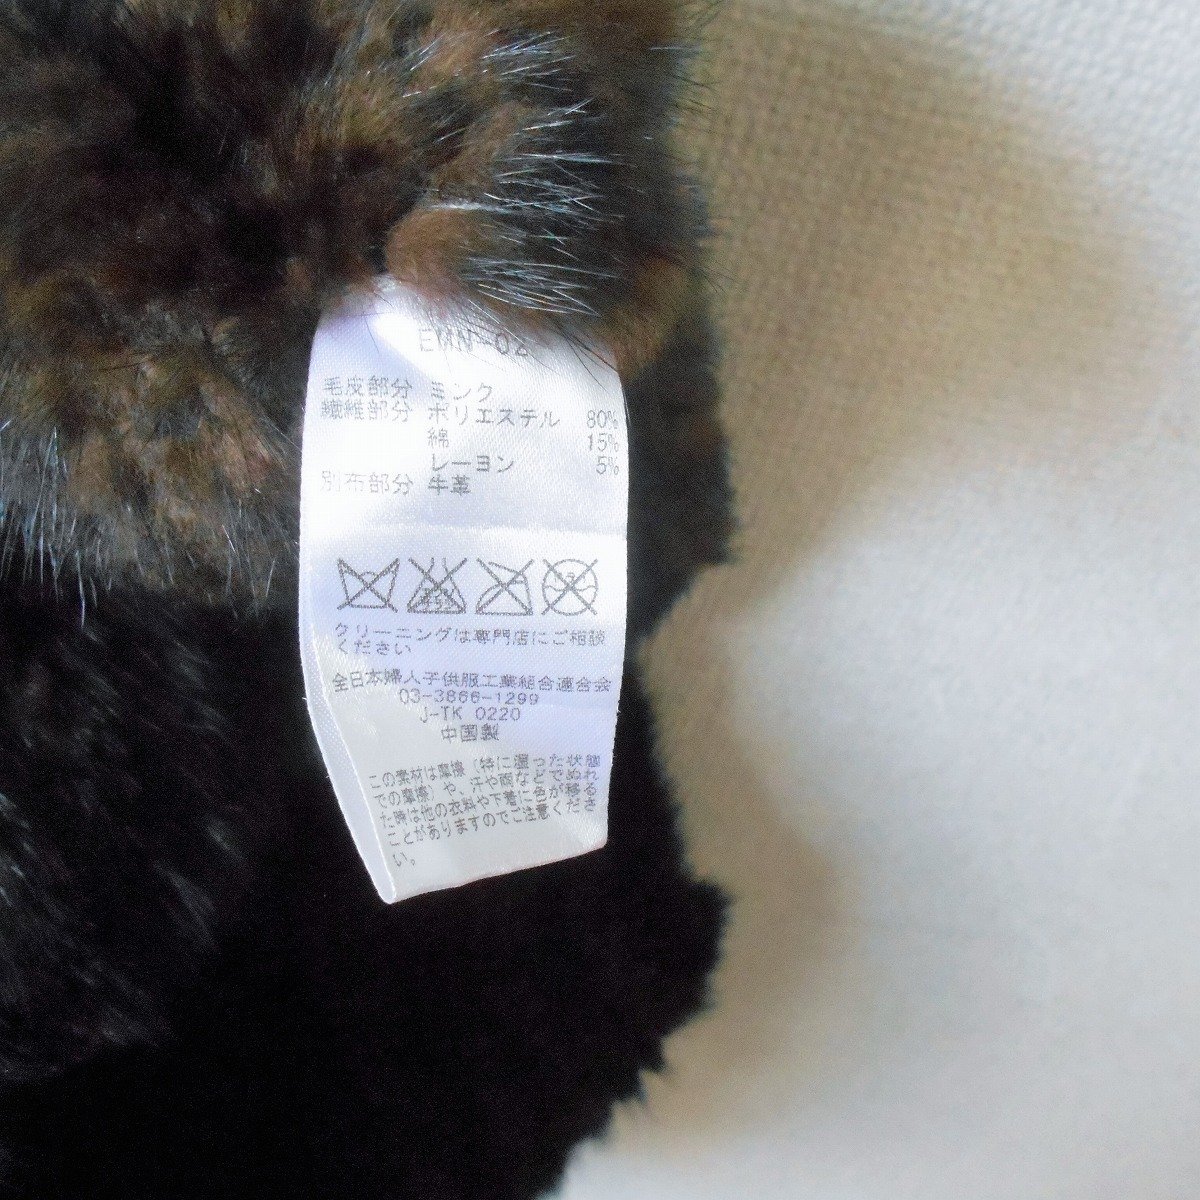 EMN-02
毛皮部分 ミンク
繊維部分 ポリエステル 80%
綿 15%
レーヨン 5%
別布部分 牛革
クリーニングは専門店にご相談
ください
全日本婦人子供服工業組合連合会
03-3866-1299
J-TK 0220
中国製
この素材は摩擦(特に湿った状態
での摩擦)や、汗や雨などでぬれ
た時は他の衣料や下着に色が移る
ことがありますのでご注意くださ
い。